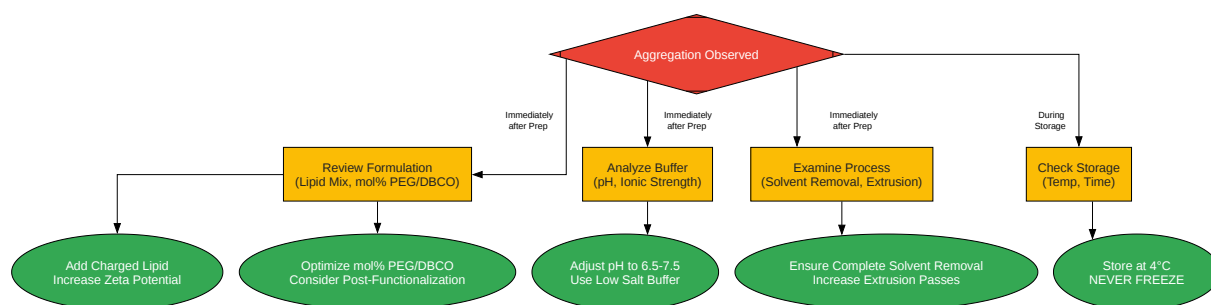 Aggregation Observed
Immediately
after Prep
Immediately
after Prep
Immediately
after Prep
During
Storage
Review Formulation
(Lipid Mix, mol% PEG/DBCO)
Analyze Buffer
(pH, Ionic Strength)
Examine Process
(Solvent Removal, Extrusion)
Check Storage
(Temp, Time)
Add Charged Lipid
Increase Zeta Potential
Optimize mol% PEG/DBCO
Consider Post-Functionalization
Adjust pH to 6.5-7.5
Use Low Salt Buffer
Ensure Complete Solvent Removal
Increase Extrusion Passes
Store at 4°C
NEVER FREEZE